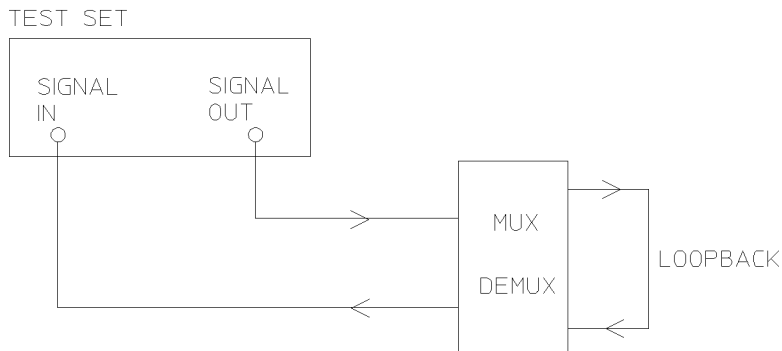 TEST SET
SIGNAL
IN
SIGNAL
OUT
MUX
DEMUX
LOOPBACK